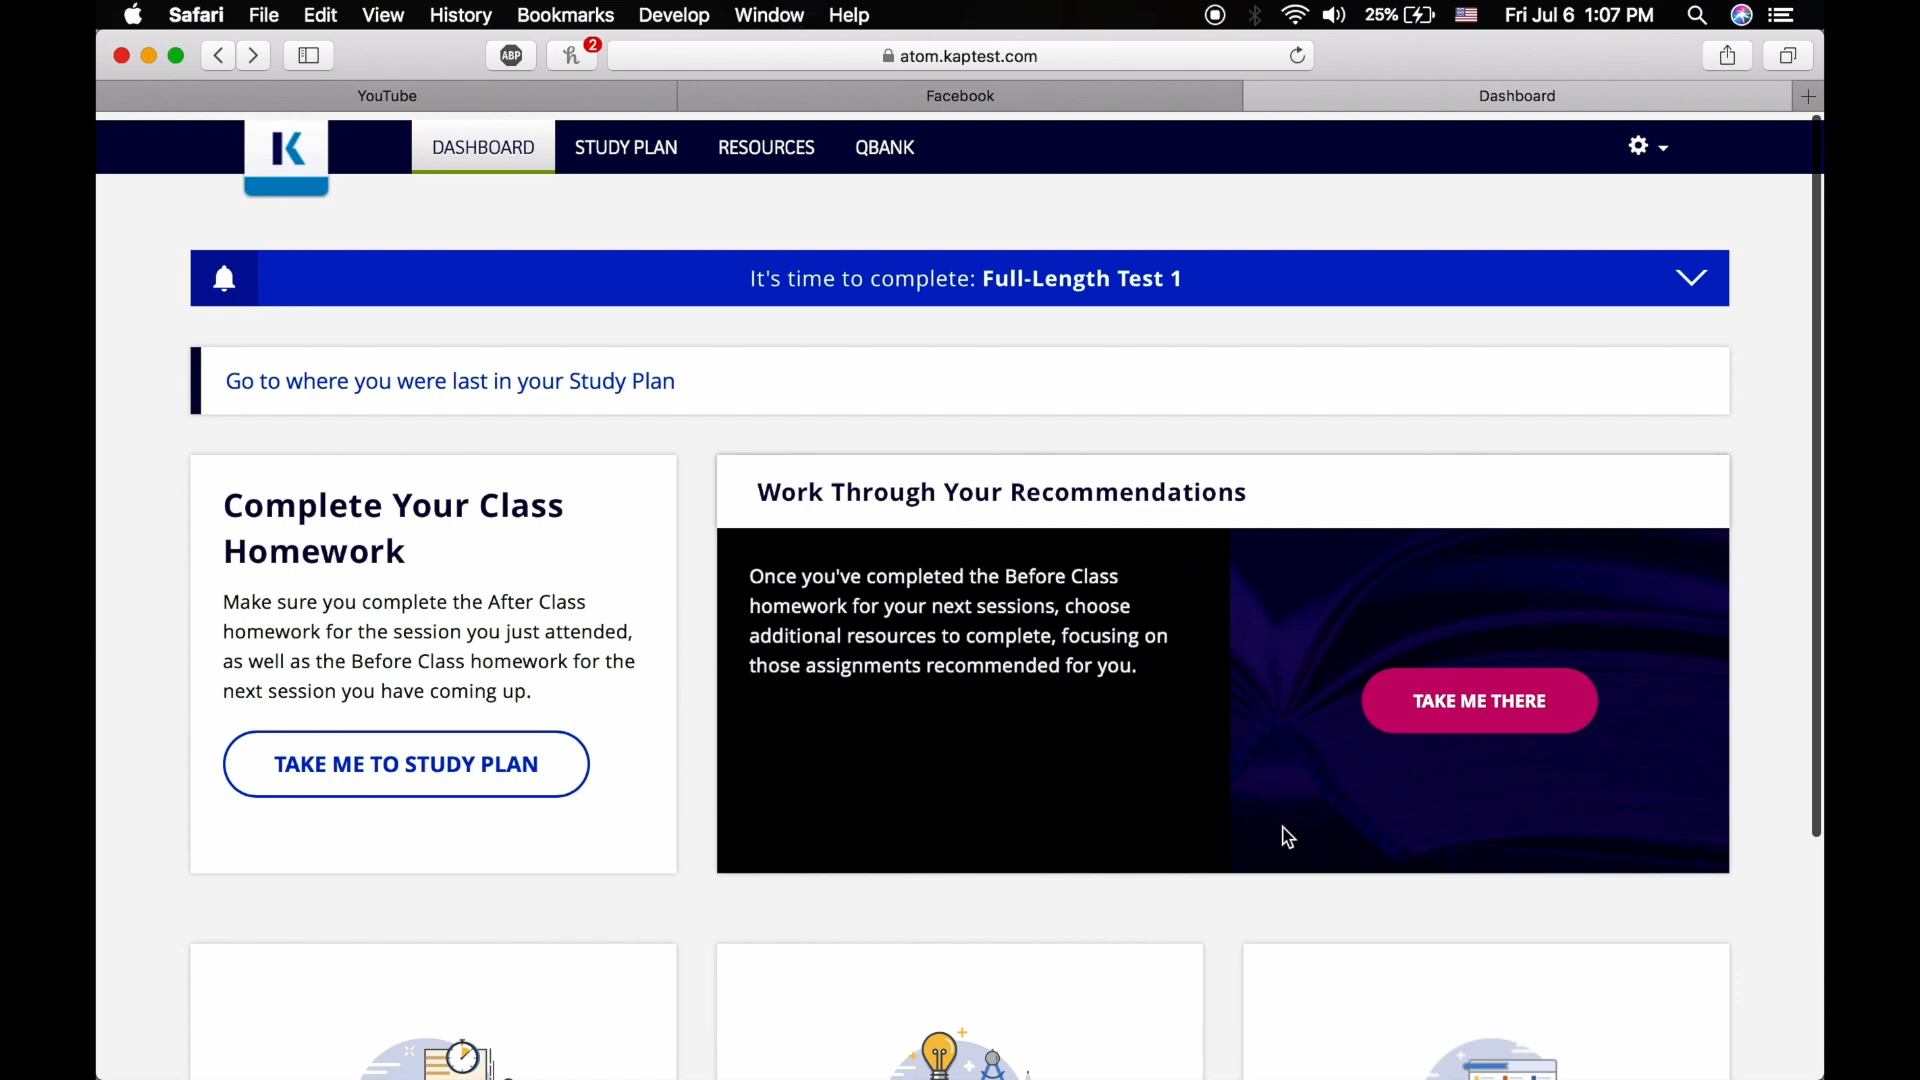 Safari File Edit View History Bookmarks Develop Window Help 25% Fri Jul 6 1:07 PM
ABP 2 atom.kaptest.com
YouTube Facebook Dashboard
K DASHBOARD STUDY PLAN RESOURCES QBANK
It's time to complete: Full-Length Test 1
Go to where you were last in your Study Plan
Complete Your Class
Homework
Make sure you complete the After Class
homework for the session you just attended,
as well as the Before Class homework for the
next session you have coming up.
TAKE ME TO STUDY PLAN
Work Through Your Recommendations
Once you've completed the Before Class
homework for your next sessions, choose
additional resources to complete, focusing on
those assignments recommended for you.
TAKE ME THERE